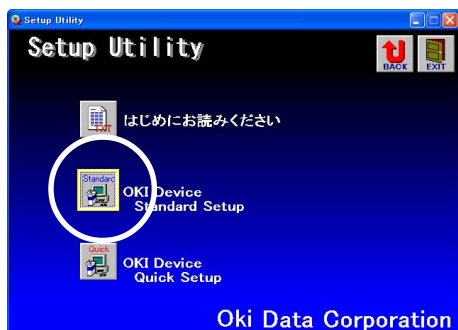 Setup Utility
Setup Utility
BACK
EXIT
TXT
はじめにお読みください
Standard
OKI Device
Standard Setup
Quick
OKI Device
Quick Setup
Oki Data Corporation